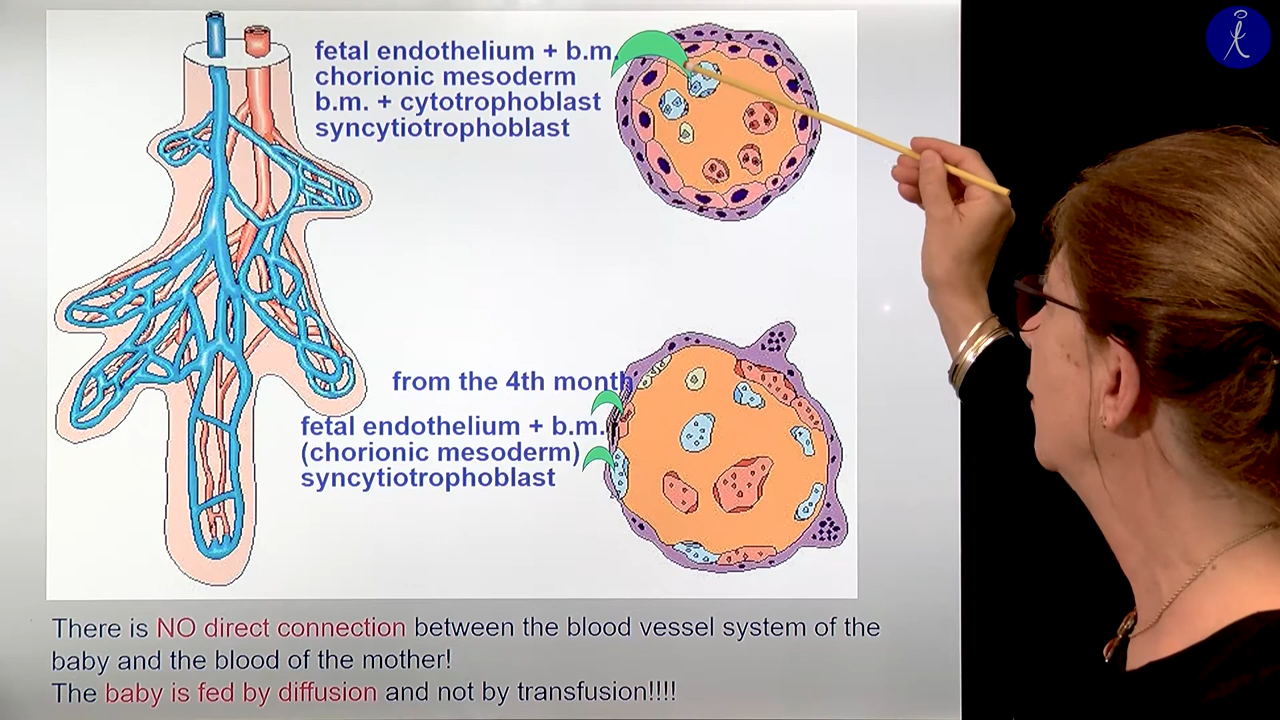 fetal endothelium + b.m.
chorionic mesoderm
b.m. + cytotrophoblast
syncytiotrophoblast
from the 4th month
fetal endothelium + b.m.
(chorionic mesoderm)
syncytiotrophoblast
There is NO direct connection between the blood vessel system of the
baby and the blood of the mother!
The baby is fed by diffusion and not by transfusion!!!!